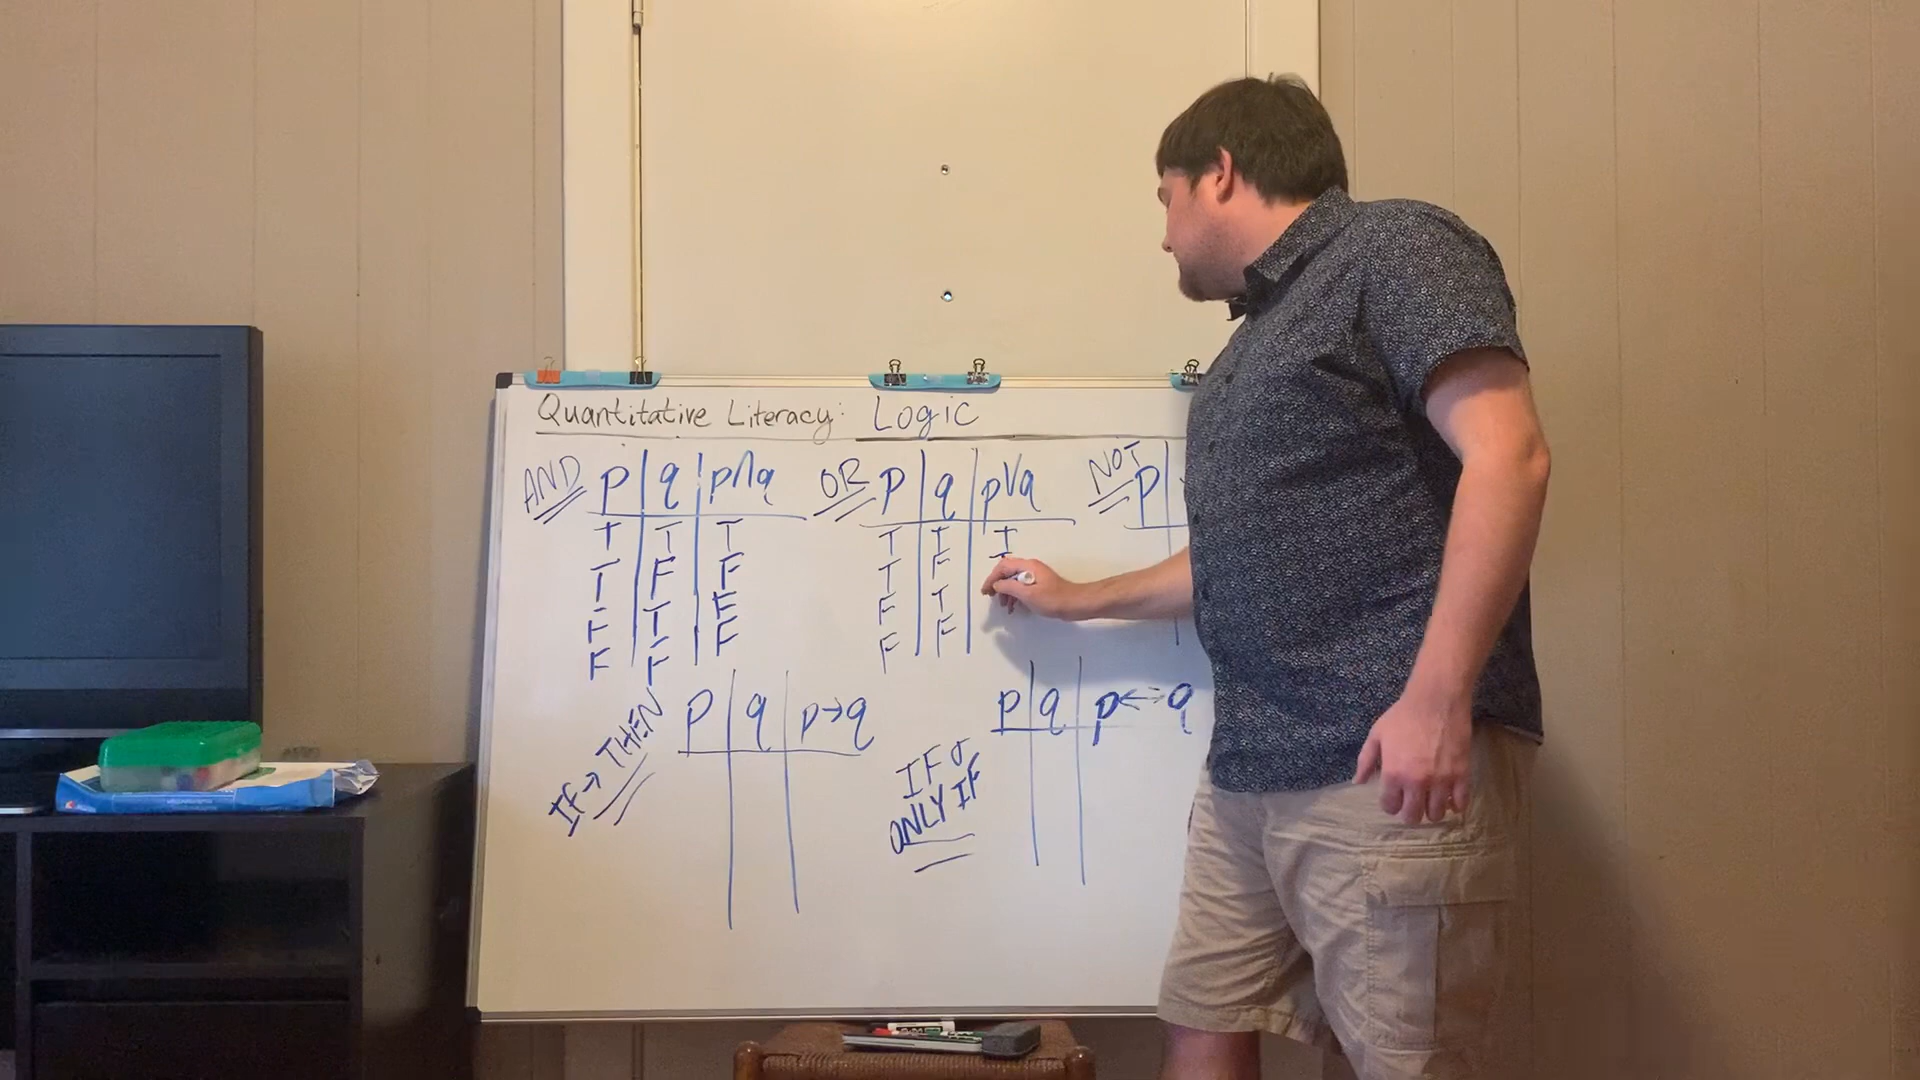 Quantitative Literacy: Logic
AND p q p∧q
T T T
T F F
F T F
F F F
OR p q p∨q
T T T
T F
F T
F F
NOT p
IF→THEN p q p→q
IF & ONLY IF p q p↔q